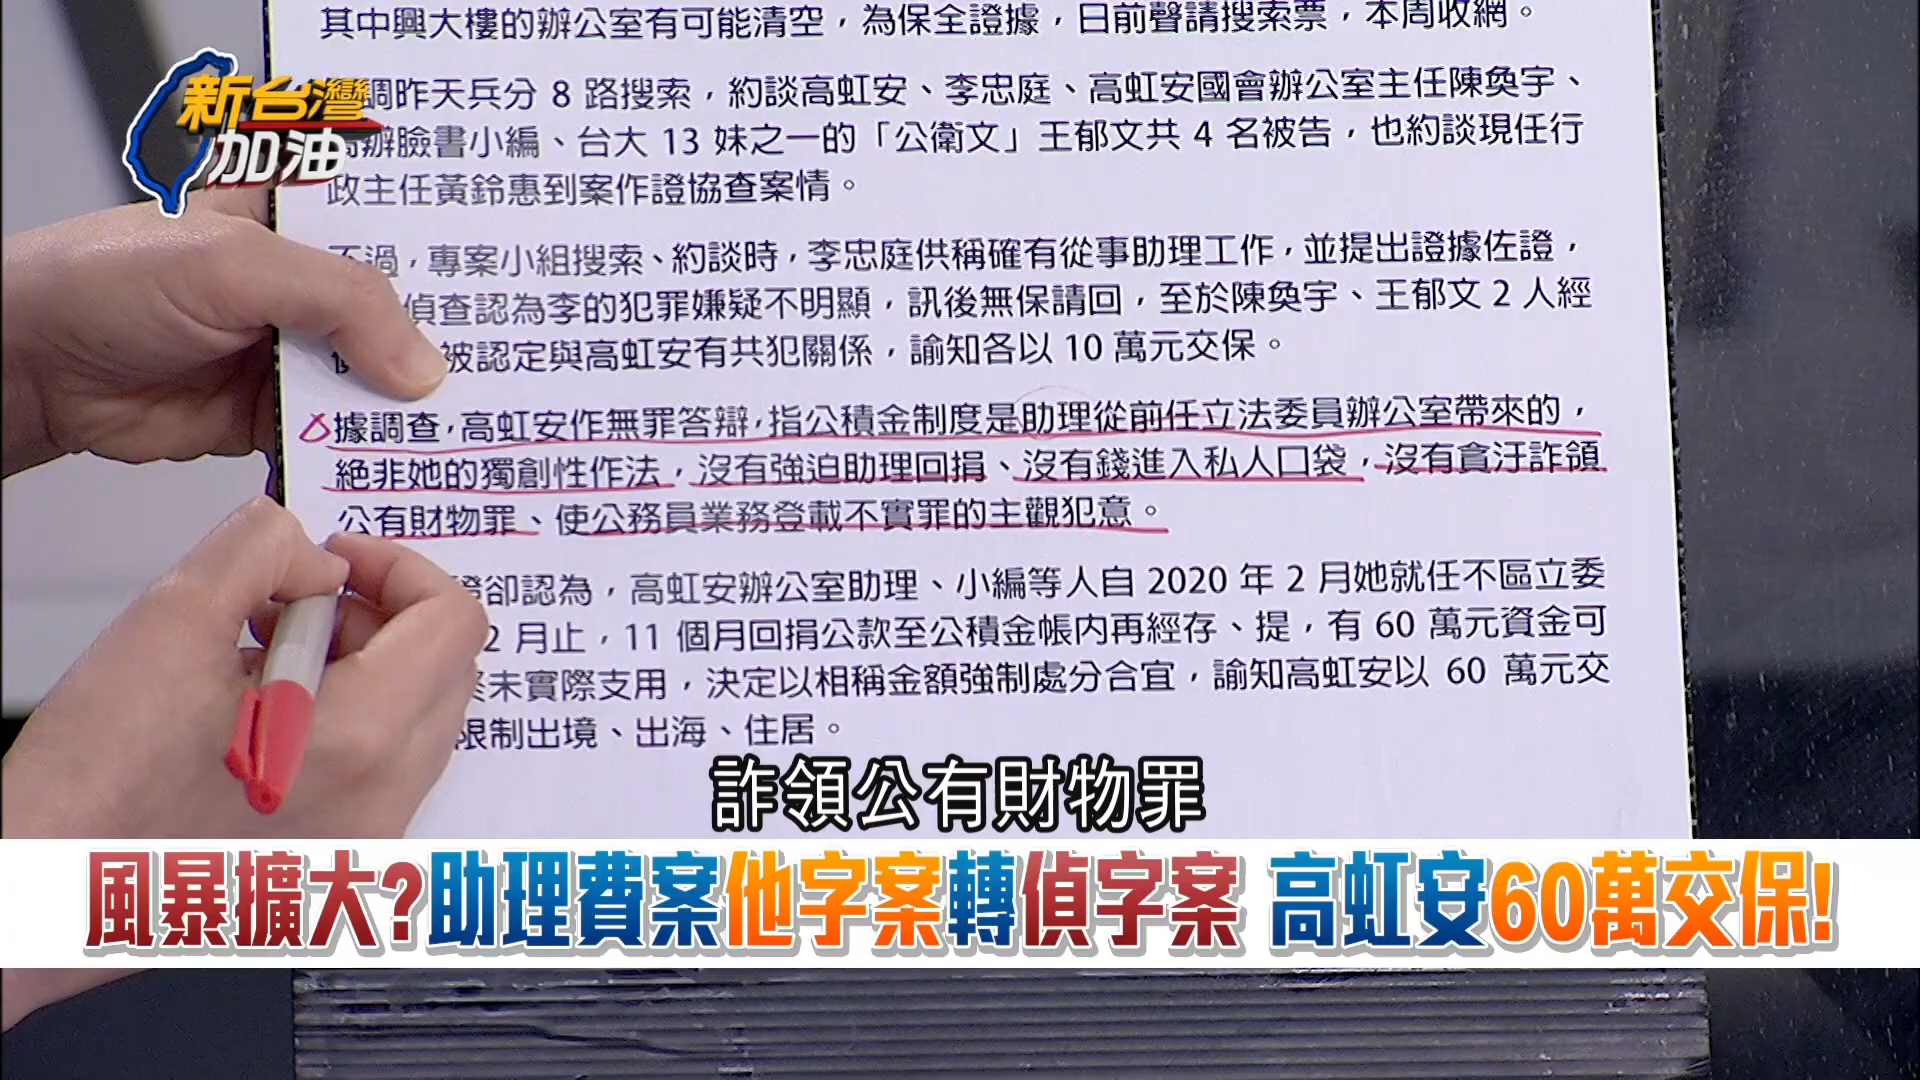 其中興大樓的辦公室有可能清空，為保全證據，日前聲請搜索票，本周收網。
新台灣
加油
調昨天兵分 8 路搜索，約談高虹安、李忠庭、高虹安國會辦公室主任陳奐宇、
辦臉書小編、台大 13 妹之一的「公衛文」王郁文共 4 名被告，也約談現任行
政主任黃鈴惠到案作證協查案情。
不過，專案小組搜索、約談時，李忠庭供稱確有從事助理工作，並提出證據佐證，
偵查認為李的犯罪嫌疑不明顯，訊後無保請回，至於陳奐宇、王郁文 2 人經
被認定與高虹安有共犯關係，諭知各以 10 萬元交保。
據調查，高虹安作無罪答辯，指公積金制度是助理從前任立法委員辦公室帶來的，
絕非她的獨創性作法，沒有強迫助理回捐、沒有錢進入私人口袋，沒有貪汙詐領
公有財物罪、使公務員業務登載不實罪的主觀犯意。
卻認為，高虹安辦公室助理、小編等人自 2020 年 2 月她就任不區立委
2 月止，11 個月回捐公款至公積金帳內再經存、提，有 60 萬元資金可
未實際支用，決定以相稱金額強制處分合宜，諭知高虹安以 60 萬元交
限制出境、出海、住居。
詐領公有財物罪
風暴擴大?助理費案他字案轉偵字案 高虹安60萬交保!